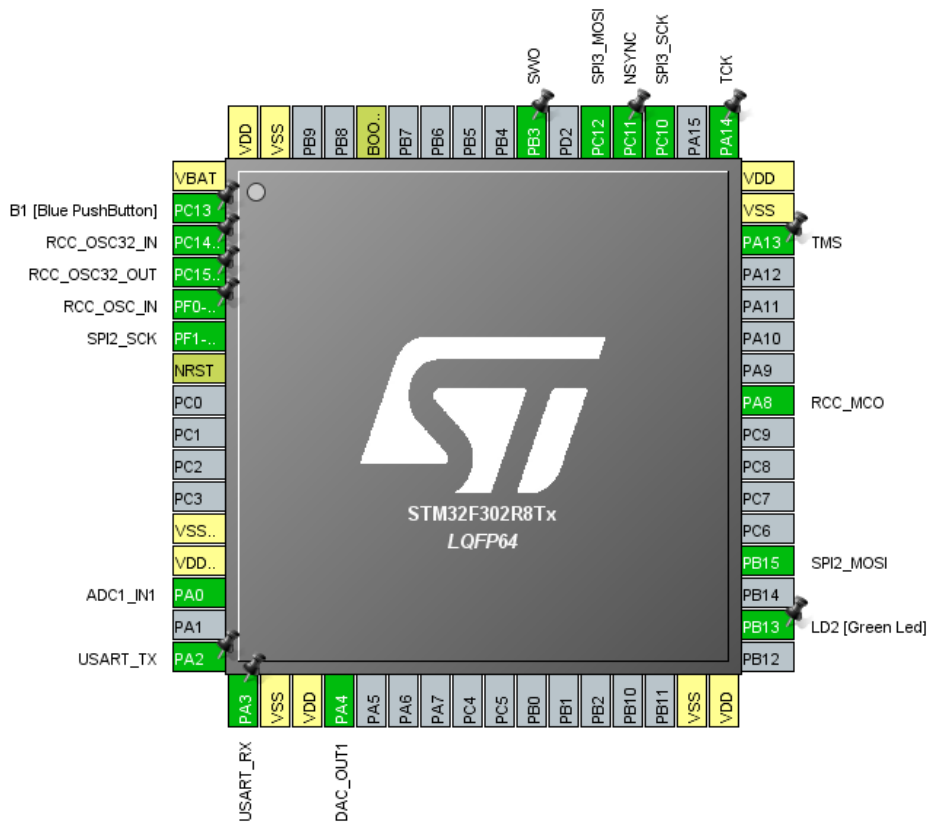 SWO
SPI3_MOSI
NSYNC
SPI3_SCK
TCK
VDD
VSS
PB9
PB8
BOO..
PB7
PB6
PB5
PB4
PB3
PD2
PC12
PC11
PC10
PA15
PA14
VBAT
B1 [Blue PushButton] PC13
RCC_OSC32_IN PC14..
RCC_OSC32_OUT PC15..
RCC_OSC_IN PF0-..
SPI2_SCK PF1-..
NRST
PC0
PC1
PC2
PC3
VSS..
VDD..
ADC1_IN1 PA0
PA1
USART_TX PA2
STM32F302R8Tx
LQFP64
VDD
VSS
PA13 TMS
PA12
PA11
PA10
PA9
PA8 RCC_MCO
PC9
PC8
PC7
PC6
PB15 SPI2_MOSI
PB14
PB13 LD2 [Green Led]
PB12
PA3
VSS
VDD
PA4
PA5
PA6
PA7
PC4
PC5
PB0
PB1
PB2
PB10
PB11
VSS
VDD
USART_RX
DAC_OUT1